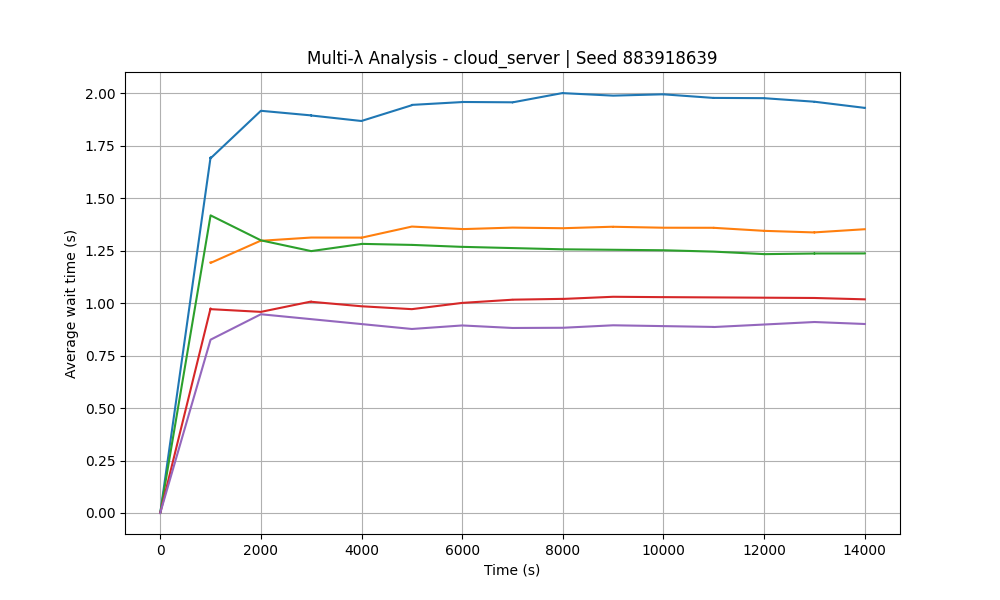 Multi-λ Analysis - cloud_server | Seed 883918639
Average wait time (s)
2.00
1.75
1.50
1.25
1.00
0.75
0.50
0.25
0.00
0 2000 4000 6000 8000 10000 12000 14000
Time (s)